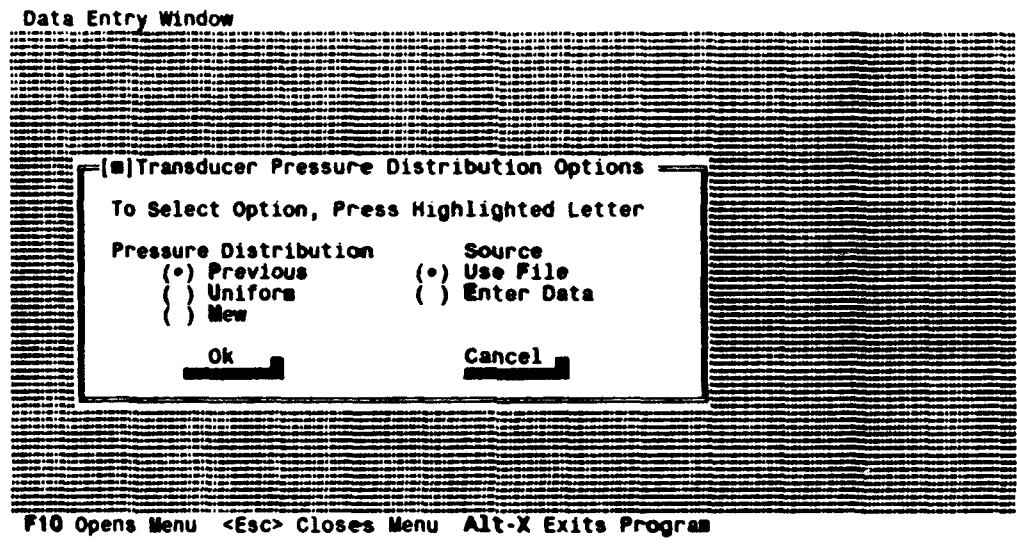 Data Entry Window
[■]Transducer Pressure Distribution Options
To Select Option, Press Highlighted Letter
Pressure Distribution Source
(•) Previous (•) Use File
( ) Uniform ( ) Enter Data
( ) New
Ok Cancel
F10 Opens Menu <Esc> Closes Menu Alt-X Exits Program